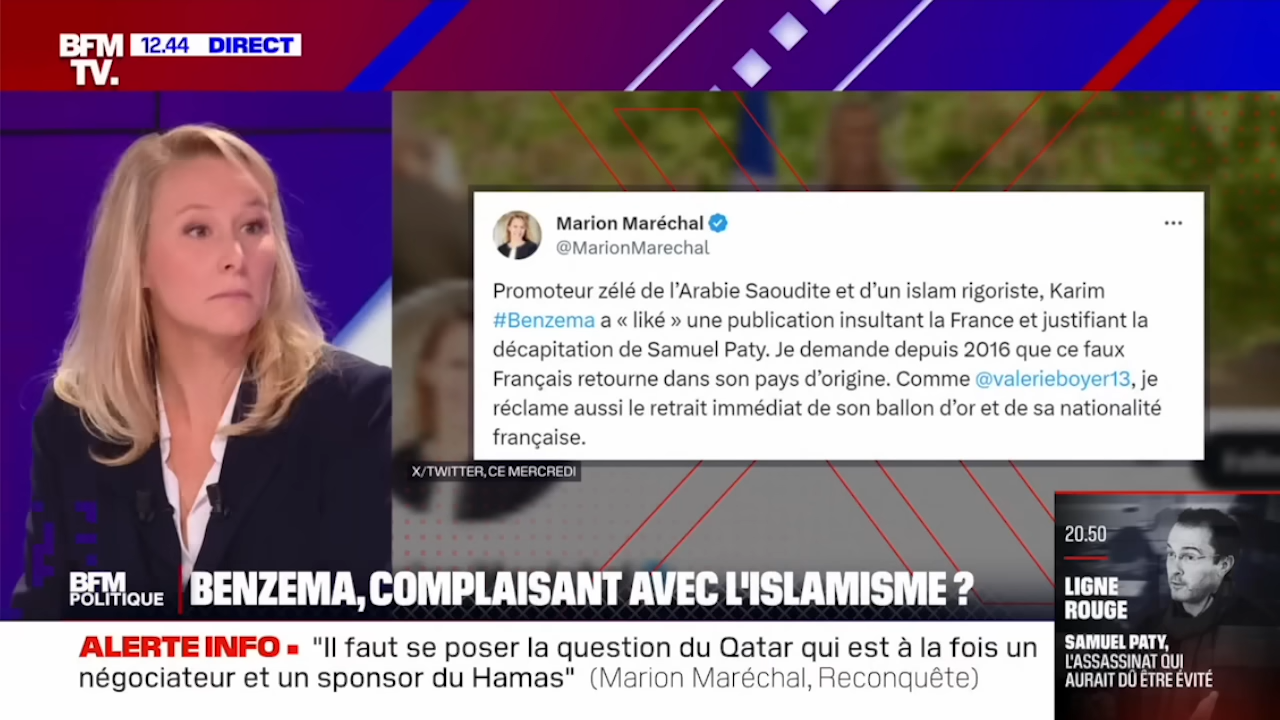 BFM
TV.
12.44 DIRECT
Marion Maréchal
@MarionMarechal
Promoteur zélé de l'Arabie Saoudite et d'un islam rigoriste, Karim
#Benzema a « liké » une publication insultant la France et justifiant la
décapitation de Samuel Paty. Je demande depuis 2016 que ce faux
Français retourne dans son pays d'origine. Comme @valerieboyer13, je
réclame aussi le retrait immédiat de son ballon d'or et de sa nationalité
française.
X/TWITTER, CE MERCREDI
BFM
POLITIQUE
BENZEMA, COMPLAISANT AVEC L'ISLAMISME ?
ALERTE INFO "Il faut se poser la question du Qatar qui est à la fois un
négociateur et un sponsor du Hamas" (Marion Maréchal, Reconquête)
20.50
LIGNE
ROUGE
SAMUEL PATY,
L'ASSASSINAT QUI
AURAIT DÛ ÊTRE ÉVITÉ